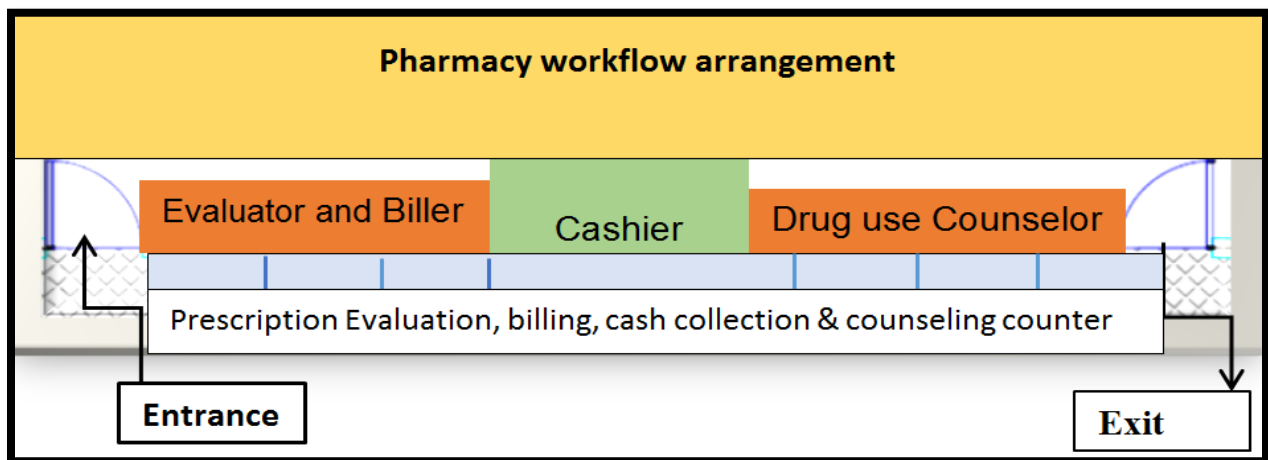 Pharmacy workflow arrangement
Evaluator and Biller
Cashier
Drug use Counselor
Prescription Evaluation, billing, cash collection & counseling counter
Entrance
Exit